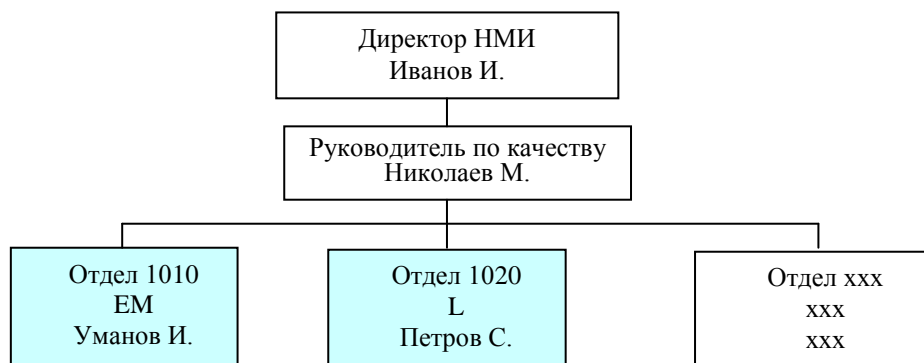 Директор НМИ
Иванов И.
Руководитель по качеству
Николаев М.
Отдел 1010
EM
Уманов И.
Отдел 1020
L
Петров С.
Отдел xxx
xxx
xxx